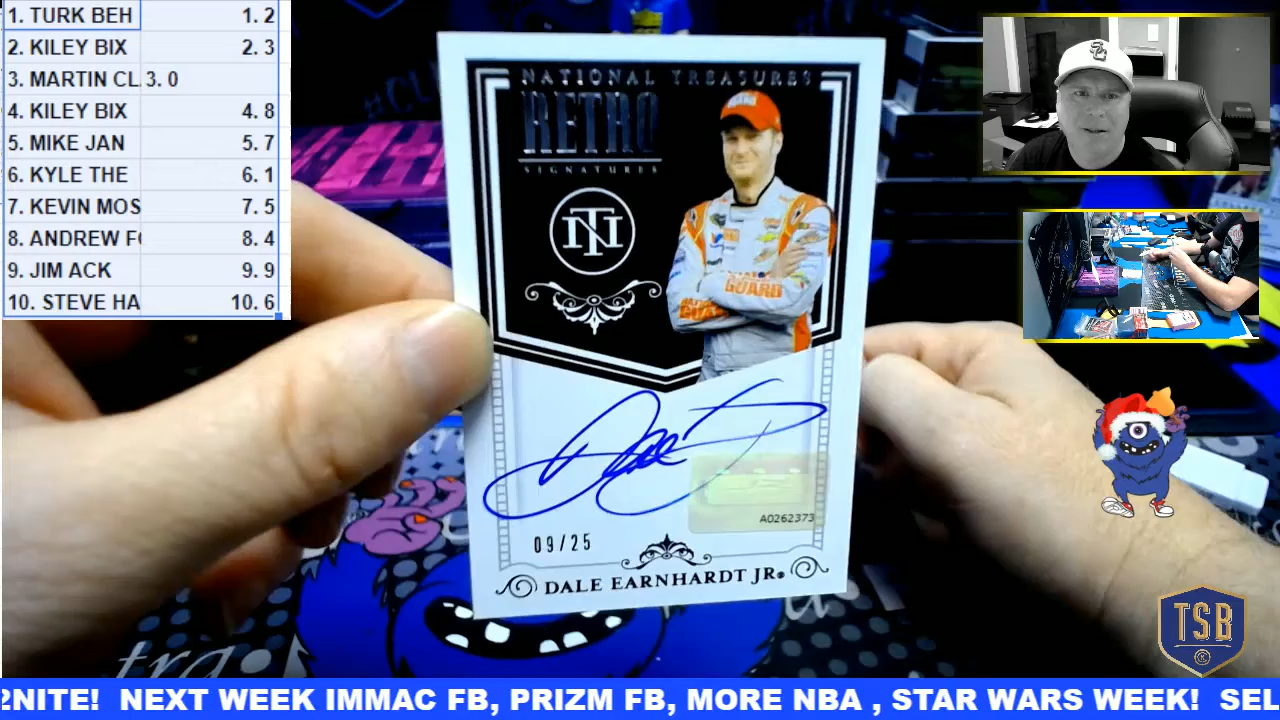 1. TURK BEH 1. 2
2. KILEY BIX 2. 3
3. MARTIN CL 3. 0
4. KILEY BIX 4. 8
5. MIKE JAN 5. 7
6. KYLE THE 6. 1
7. KEVIN MOS 7. 5
8. ANDREW F 8. 4
9. JIM ACK 9. 9
10. STEVE HA 10. 6
NATIONAL TREASURES
RETRO
SIGNATURES
NT
GUARD
A0262373
09/25
DALE EARNHARDT JR.
TSB
2NITE! NEXT WEEK IMMAC FB, PRIZM FB, MORE NBA , STAR WARS WEEK! SEL